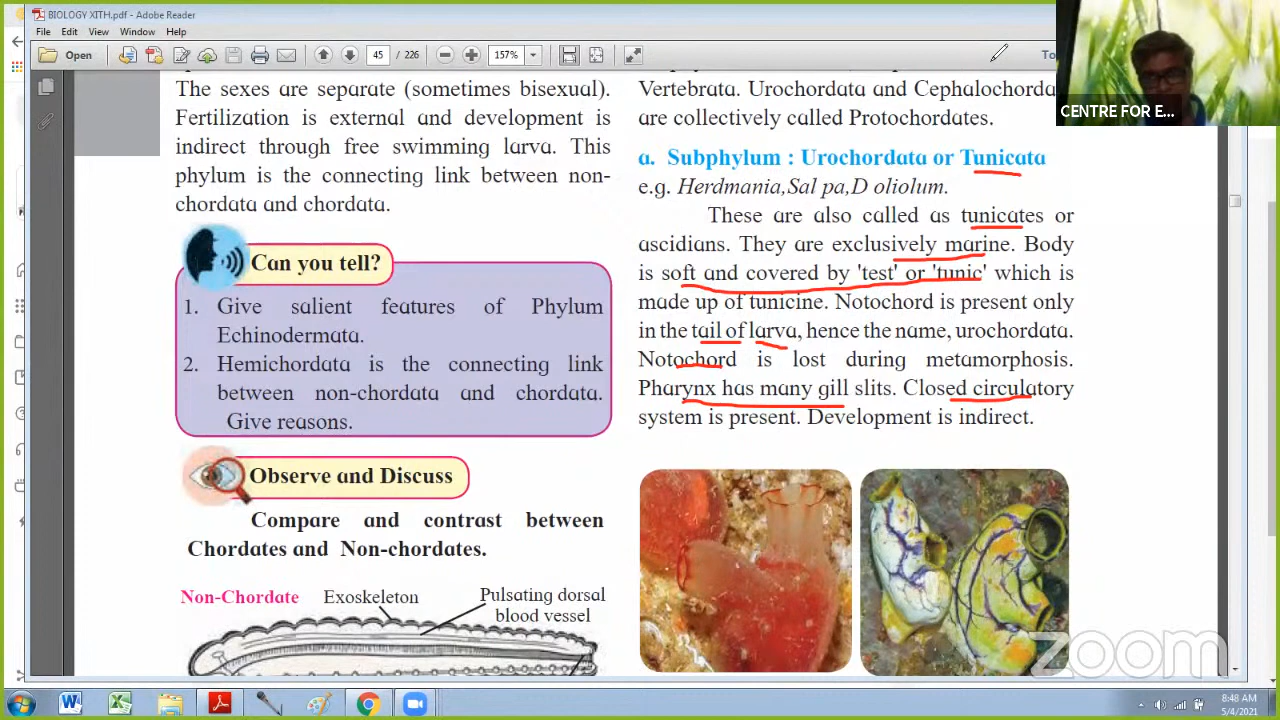 BIOLOGY XITH.pdf - Adobe Reader
File Edit View Window Help
Open 45 / 226 157% To
CENTRE FOR E...
The sexes are separate (sometimes bisexual).
Fertilization is external and development is
indirect through free swimming larva. This
phylum is the connecting link between non-
chordata and chordata.
Can you tell?
1. Give salient features of Phylum
Echinodermata.
2. Hemichordata is the connecting link
between non-chordata and chordata.
Give reasons.
Observe and Discuss
Compare and contrast between
Chordates and Non-chordates.
Non-Chordate Exoskeleton Pulsating dorsal
blood vessel
Vertebrata. Urochordata and Cephalochorda
are collectively called Protochordates.
a. Subphylum : Urochordata or Tunicata
e.g. Herdmania,Sal pa,D oliolum.
These are also called as tunicates or
ascidians. They are exclusively marine. Body
is soft and covered by 'test' or 'tunic' which is
made up of tunicine. Notochord is present only
in the tail of larva, hence the name, urochordata.
Notochord is lost during metamorphosis.
Pharynx has many gill slits. Closed circulatory
system is present. Development is indirect.
zoom
8:48 AM
5/4/2021